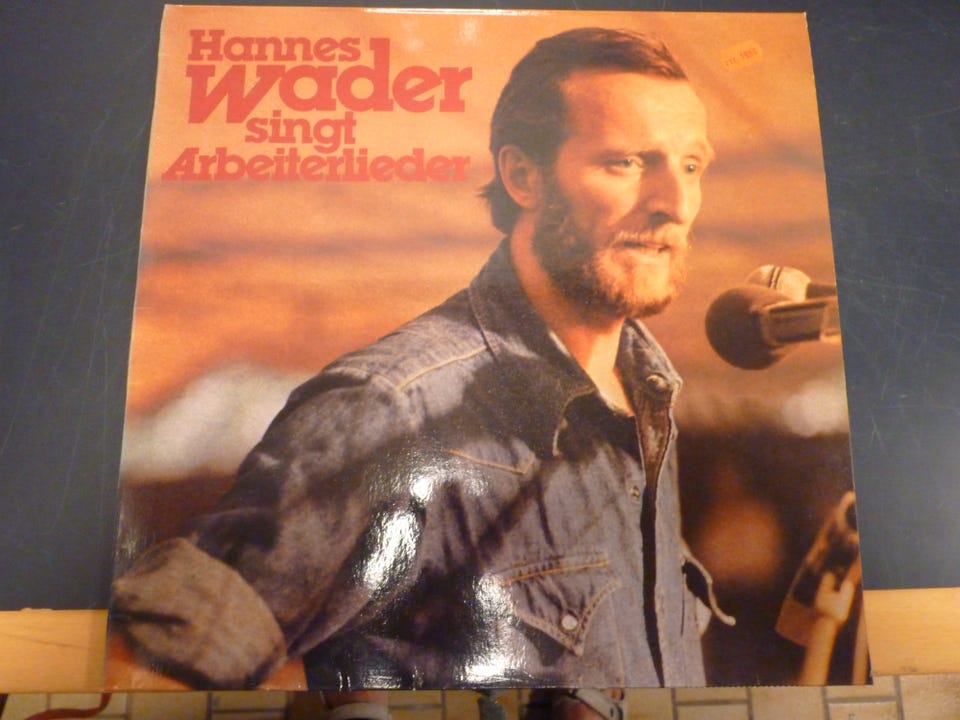 Hannes
Wader
singt
Arbeiterlieder